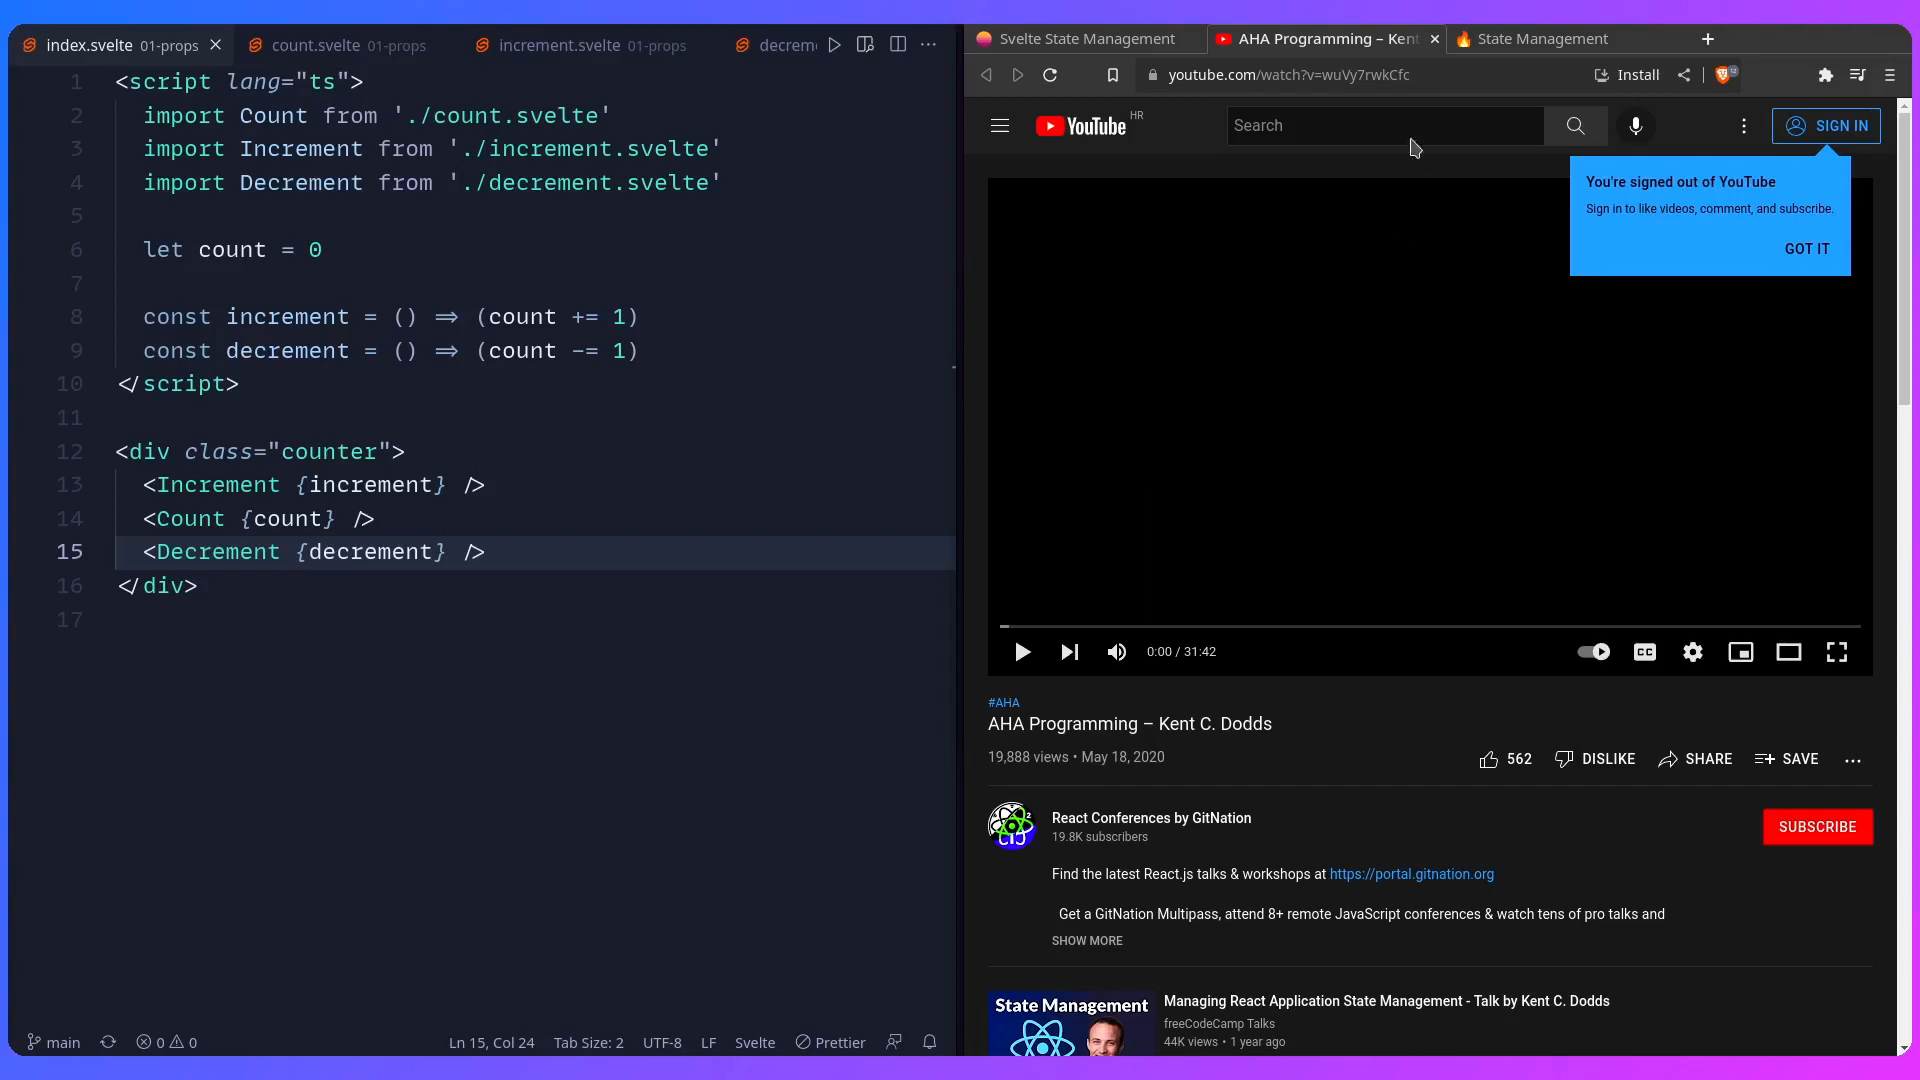 index.svelte 01-props
count.svelte 01-props
increment.svelte 01-props
decrem
1 <script lang="ts">
2 import Count from './count.svelte'
3 import Increment from './increment.svelte'
4 import Decrement from './decrement.svelte'
5
6 let count = 0
7
8 const increment = () => (count += 1)
9 const decrement = () => (count -= 1)
10 </script>
11
12 <div class="counter">
13 <Increment {increment} />
14 <Count {count} />
15 <Decrement {decrement} />
16 </div>
17
main
0 0
Ln 15, Col 24
Tab Size: 2
UTF-8
LF
Svelte
Prettier
Svelte State Management
AHA Programming – Kent
State Management
youtube.com/watch?v=wuVy7rwkCfc
Install
12
YouTube HR
Search
SIGN IN
You're signed out of YouTube
Sign in to like videos, comment, and subscribe.
GOT IT
0:00 / 31:42
CC
#AHA
AHA Programming – Kent C. Dodds
19,888 views • May 18, 2020
562
DISLIKE
SHARE
SAVE
React Conferences by GitNation
19.8K subscribers
SUBSCRIBE
Find the latest React.js talks & workshops at https://portal.gitnation.org
Get a GitNation Multipass, attend 8+ remote JavaScript conferences & watch tens of pro talks and
SHOW MORE
State Management
Managing React Application State Management - Talk by Kent C. Dodds
freeCodeCamp Talks
44K views • 1 year ago